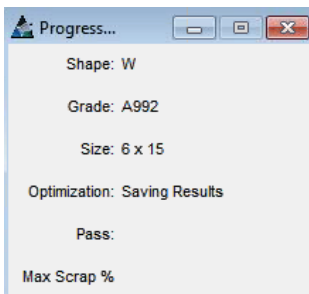 Progress...
Shape: W
Grade: A992
Size: 6 x 15
Optimization: Saving Results
Pass:
Max Scrap %